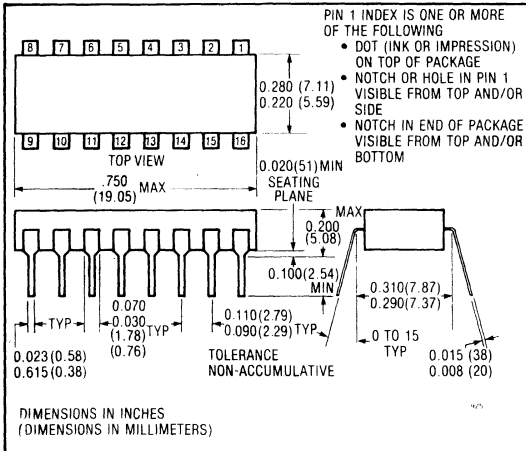 PIN 1 INDEX IS ONE OR MORE
OF THE FOLLOWING
• DOT (INK OR IMPRESSION)
ON TOP OF PACKAGE
• NOTCH OR HOLE IN PIN 1
VISIBLE FROM TOP AND/OR
SIDE
• NOTCH IN END OF PACKAGE
VISIBLE FROM TOP AND/OR
BOTTOM
8 7 6 5 4 3 2 1
0.280 (7.11)
0.220 (5.59)
9 10 11 12 13 14 15 16
TOP VIEW
.750 MAX
(19.05)
0.020(51)MIN
SEATING
PLANE
MAX
0.200
(5.08)
0.100(2.54)
MIN
0.310(7.87)
0.290(7.37)
TYP
0.070
0.030
(1.78)
(0.76)
TYP
0.110(2.79)
0.090(2.29) TYP
0 TO 15
TYP
0.023(0.58)
0.615(0.38)
TOLERANCE
NON-ACCUMULATIVE
0.015 (38)
0.008 (20)
925
DIMENSIONS IN INCHES
(DIMENSIONS IN MILLIMETERS)